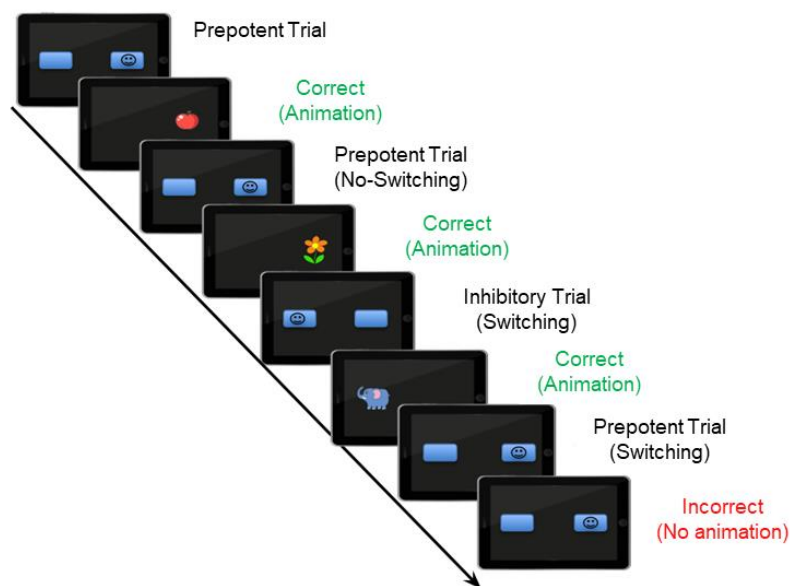 Prepotent Trial
Correct
(Animation)
Prepotent Trial
(No-Switching)
Correct
(Animation)
Inhibitory Trial
(Switching)
Correct
(Animation)
Prepotent Trial
(Switching)
Incorrect
(No animation)